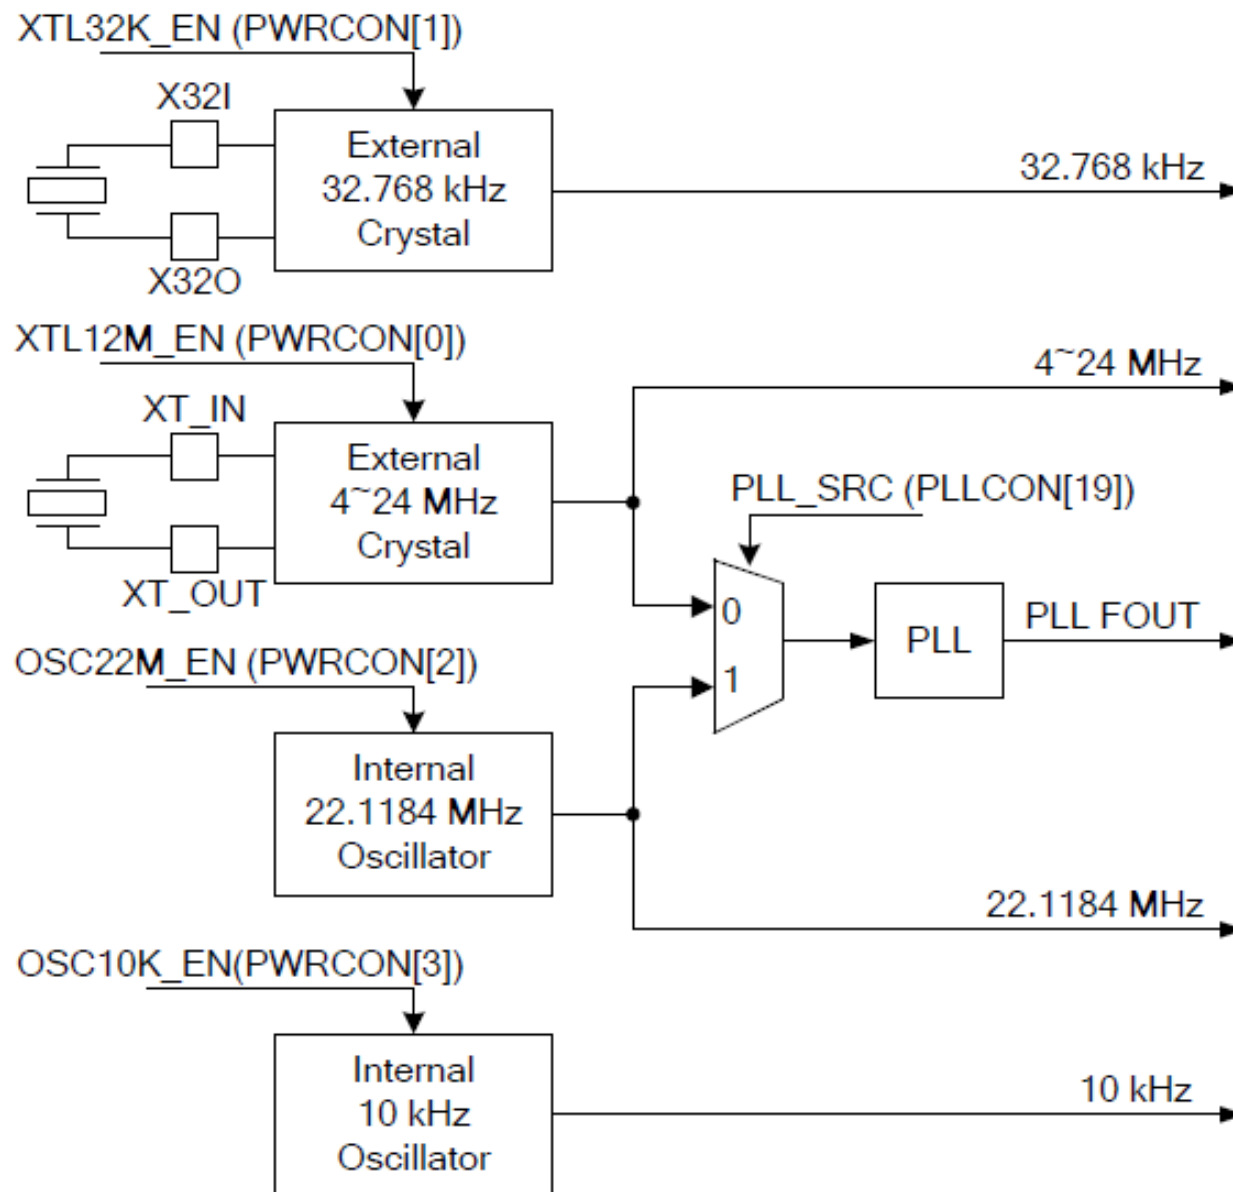 XTL32K_EN (PWRCON[1])
X32I
External
32.768 kHz
Crystal
32.768 kHz
X32O
XTL12M_EN (PWRCON[0])
4~24 MHz
XT_IN
External
4~24 MHz
Crystal
PLL_SRC (PLLCON[19])
XT_OUT
0
1
PLL
PLL FOUT
OSC22M_EN (PWRCON[2])
Internal
22.1184 MHz
Oscillator
22.1184 MHz
OSC10K_EN(PWRCON[3])
Internal
10 kHz
Oscillator
10 kHz